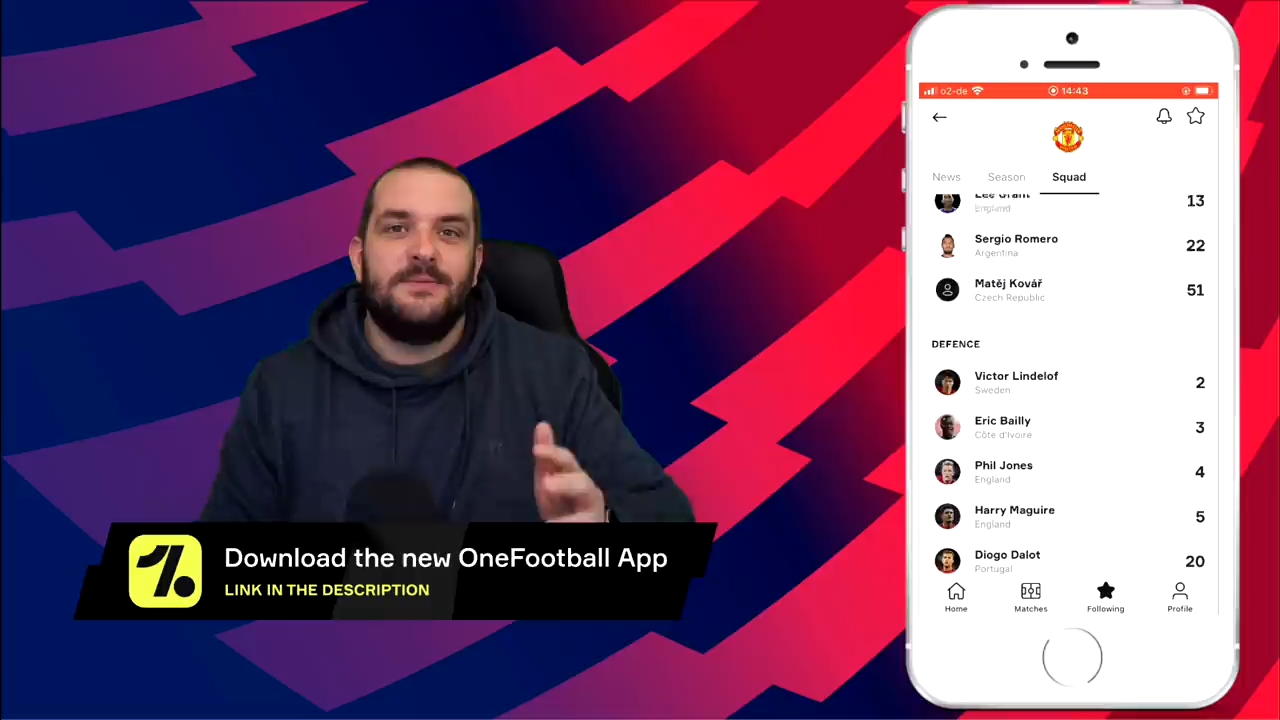 Download the new OneFootball App
LINK IN THE DESCRIPTION
o2-de
14:43
News
Season
Squad
Lee Grant
England
13
Sergio Romero
Argentina
22
Matěj Kovář
Czech Republic
51
DEFENCE
Victor Lindelof
Sweden
2
Eric Bailly
Côte d'Ivoire
3
Phil Jones
England
4
Harry Maguire
England
5
Diogo Dalot
Portugal
20
Home
Matches
Following
Profile